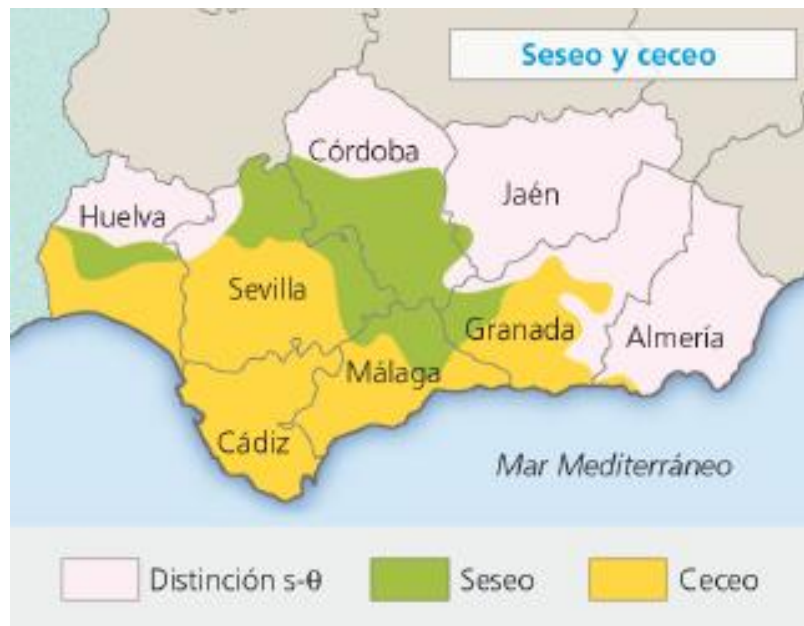 Seseo y ceceo
Córdoba
Jaén
Huelva
Sevilla
Granada
Almería
Málaga
Cádiz
Mar Mediterráneo
Distinción s-θ
Seseo
Ceceo